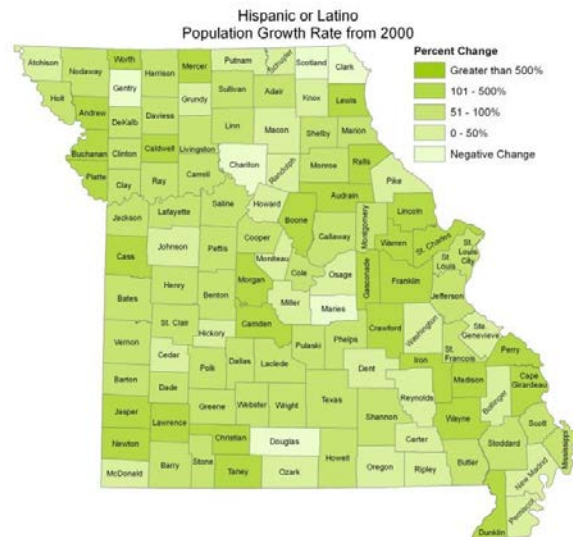 Hispanic or Latino
Population Growth Rate from 2000
Percent Change
Greater than 500%
101 - 500%
51 - 100%
0 - 50%
Negative Change
Atchison
Nodaway
Worth
Harrison
Mercer
Putnam
Schuyler
Scotland
Clark
Gentry
Sullivan
Adair
Knox
Lewis
Holt
Andrew
Grundy
DeKalb
Daviess
Linn
Macon
Shelby
Marion
Buchanan
Clinton
Caldwell
Livingston
Chariton
Randolph
Monroe
Ralls
Platte
Clay
Ray
Carroll
Pike
Audrain
Howard
Boone
Lincoln
Jackson
Lafayette
Saline
Callaway
Montgomery
Warren
St. Charles
St.
Louis
City
St.
Louis
Cass
Johnson
Pettis
Cooper
Moniteau
Cole
Osage
Gasconade
Franklin
Jefferson
Bates
Henry
Benton
Morgan
Miller
Maries
St. Clair
Hickory
Camden
Crawford
Washington
Ste.
Genevieve
St.
Francois
Vernon
Cedar
Polk
Dallas
Laclede
Pulaski
Phelps
Dent
Iron
Madison
Perry
Barton
Dade
Cape
Girardeau
Jasper
Greene
Webster
Wright
Texas
Shannon
Reynolds
Wayne
Bollinger
Lawrence
Scott
Newton
Christian
Douglas
Carter
Stoddard
Mississippi
McDonald
Barry
Stone
Taney
Ozark
Howell
Oregon
Ripley
Butler
New Madrid
Pemiscot
Dunklin